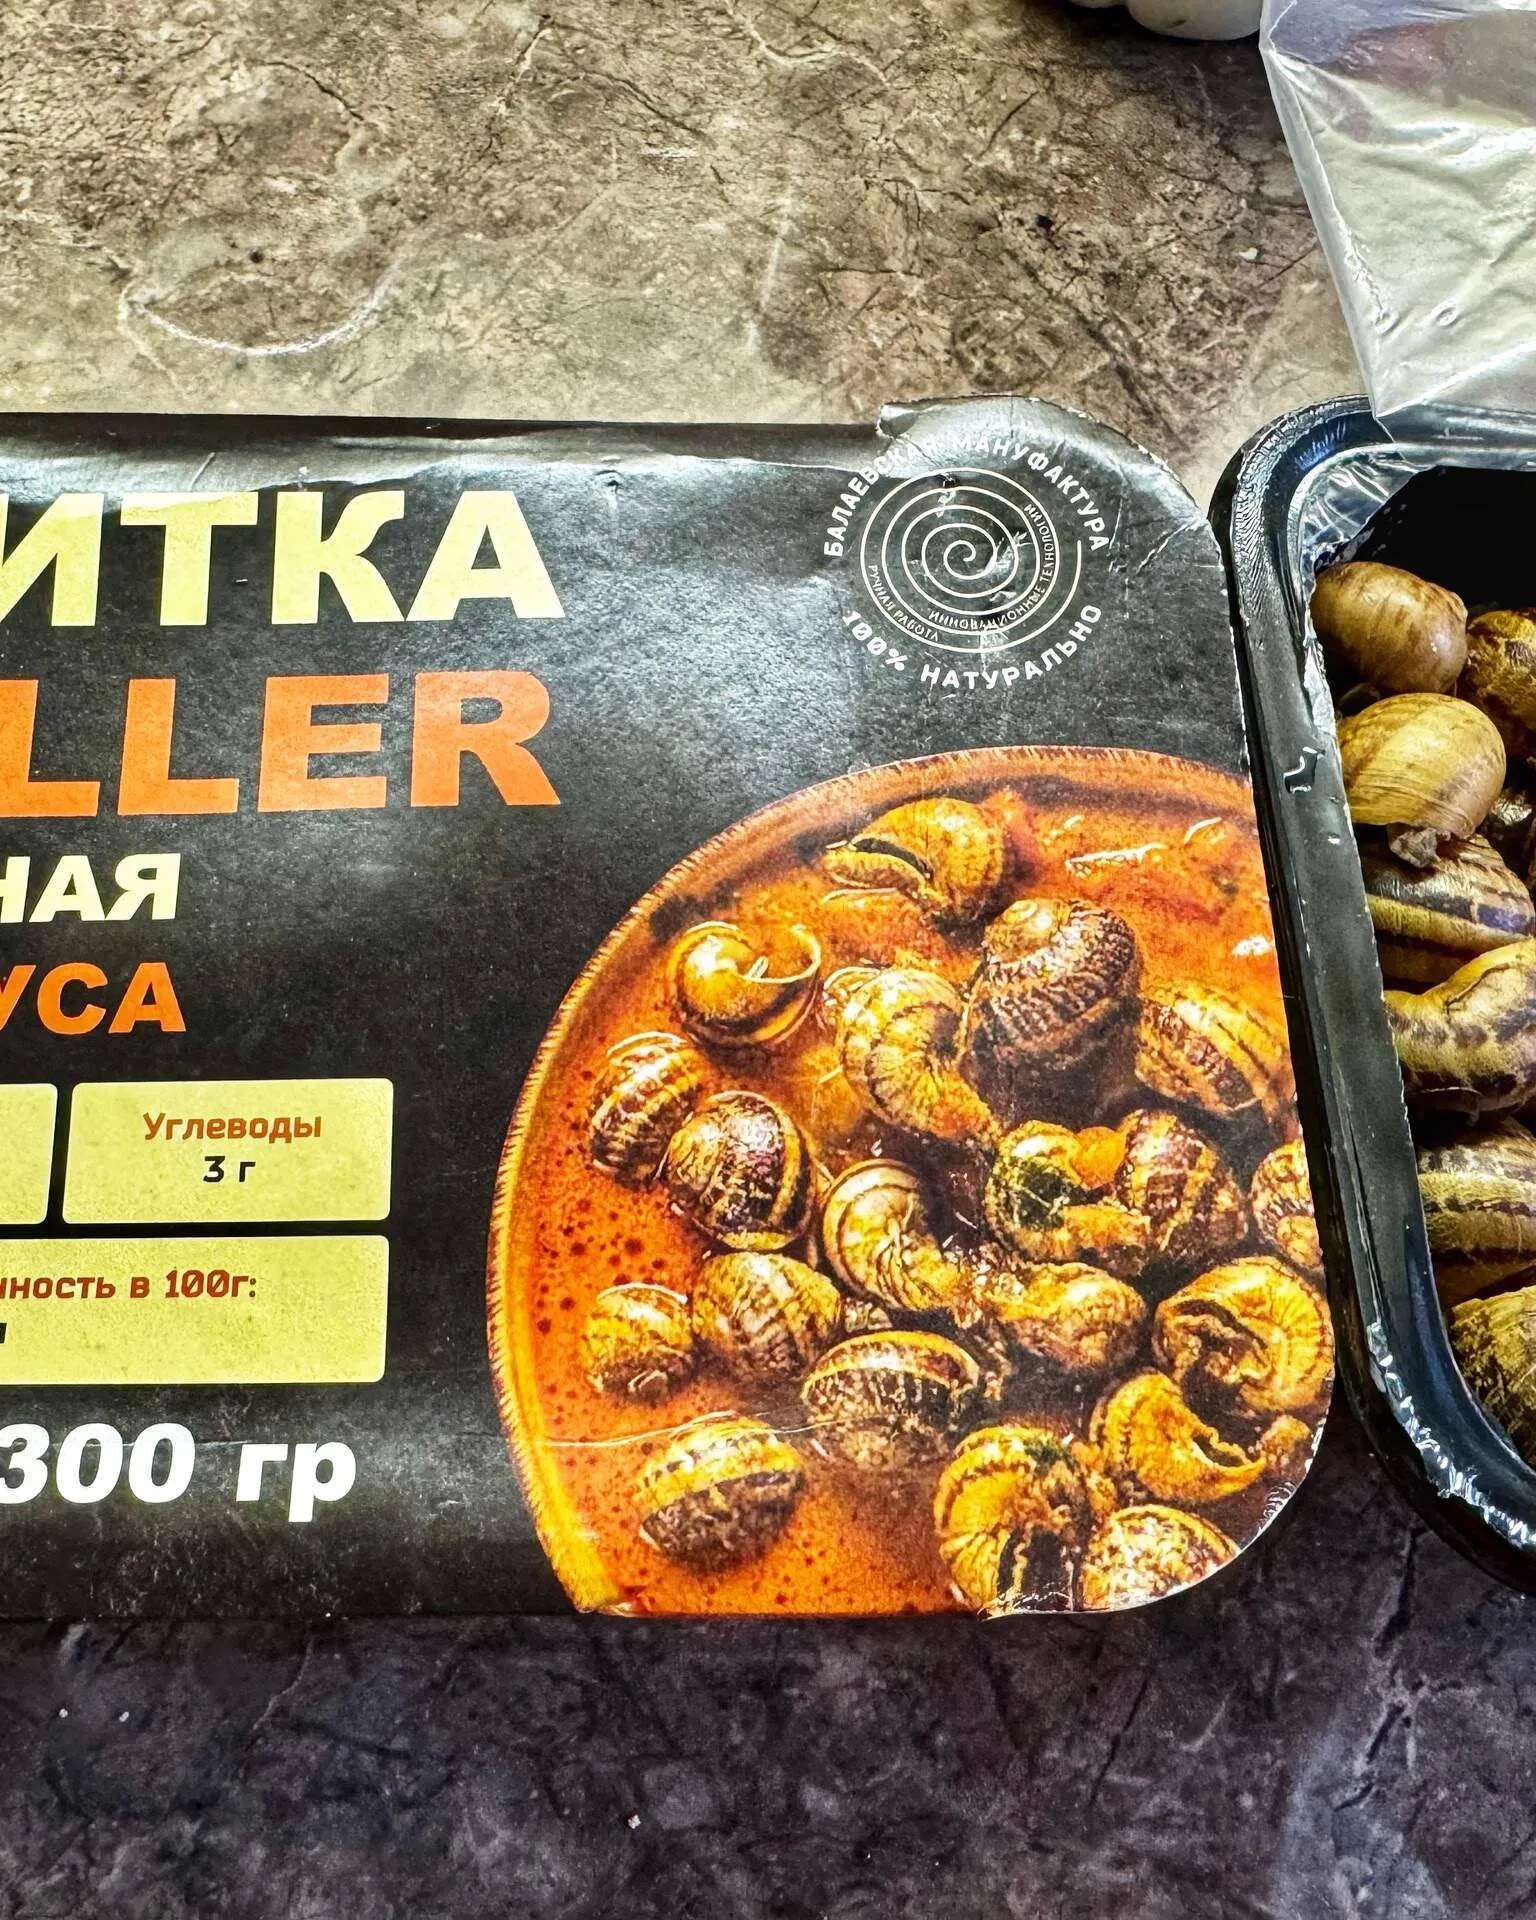 ИТКА
LLER
НАЯ
УСА
Углеводы
3 г
ность в 100г:
300 гр
БАЛАЕВСКАЯ МАНУФАКТУРА
РУЧНАЯ РАБОТА
ИННОВАЦИОННЫЕ ТЕХНОЛОГИИ
100% НАТУРАЛЬНО